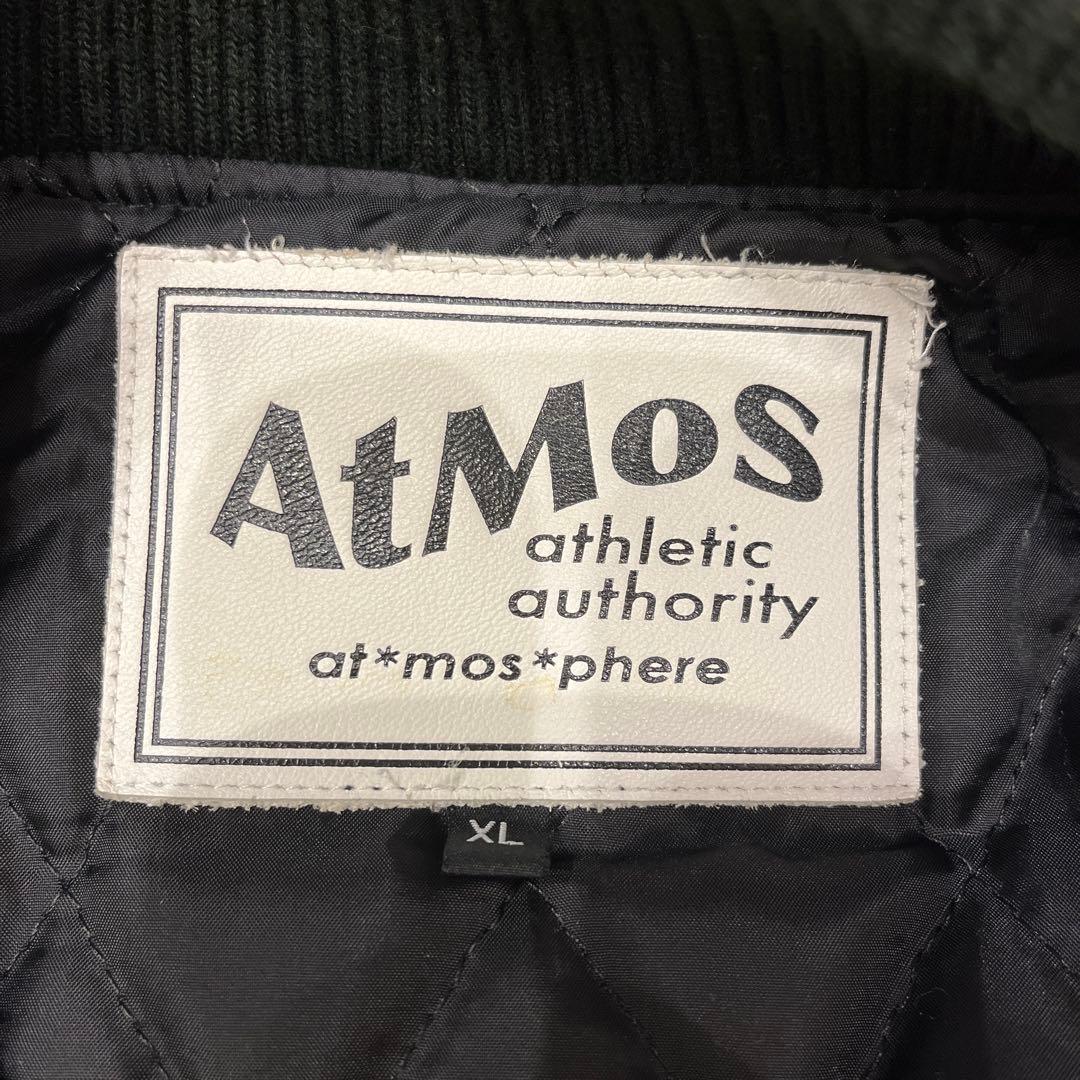 AtMoS
athletic
authority
at*mos*phere
XL